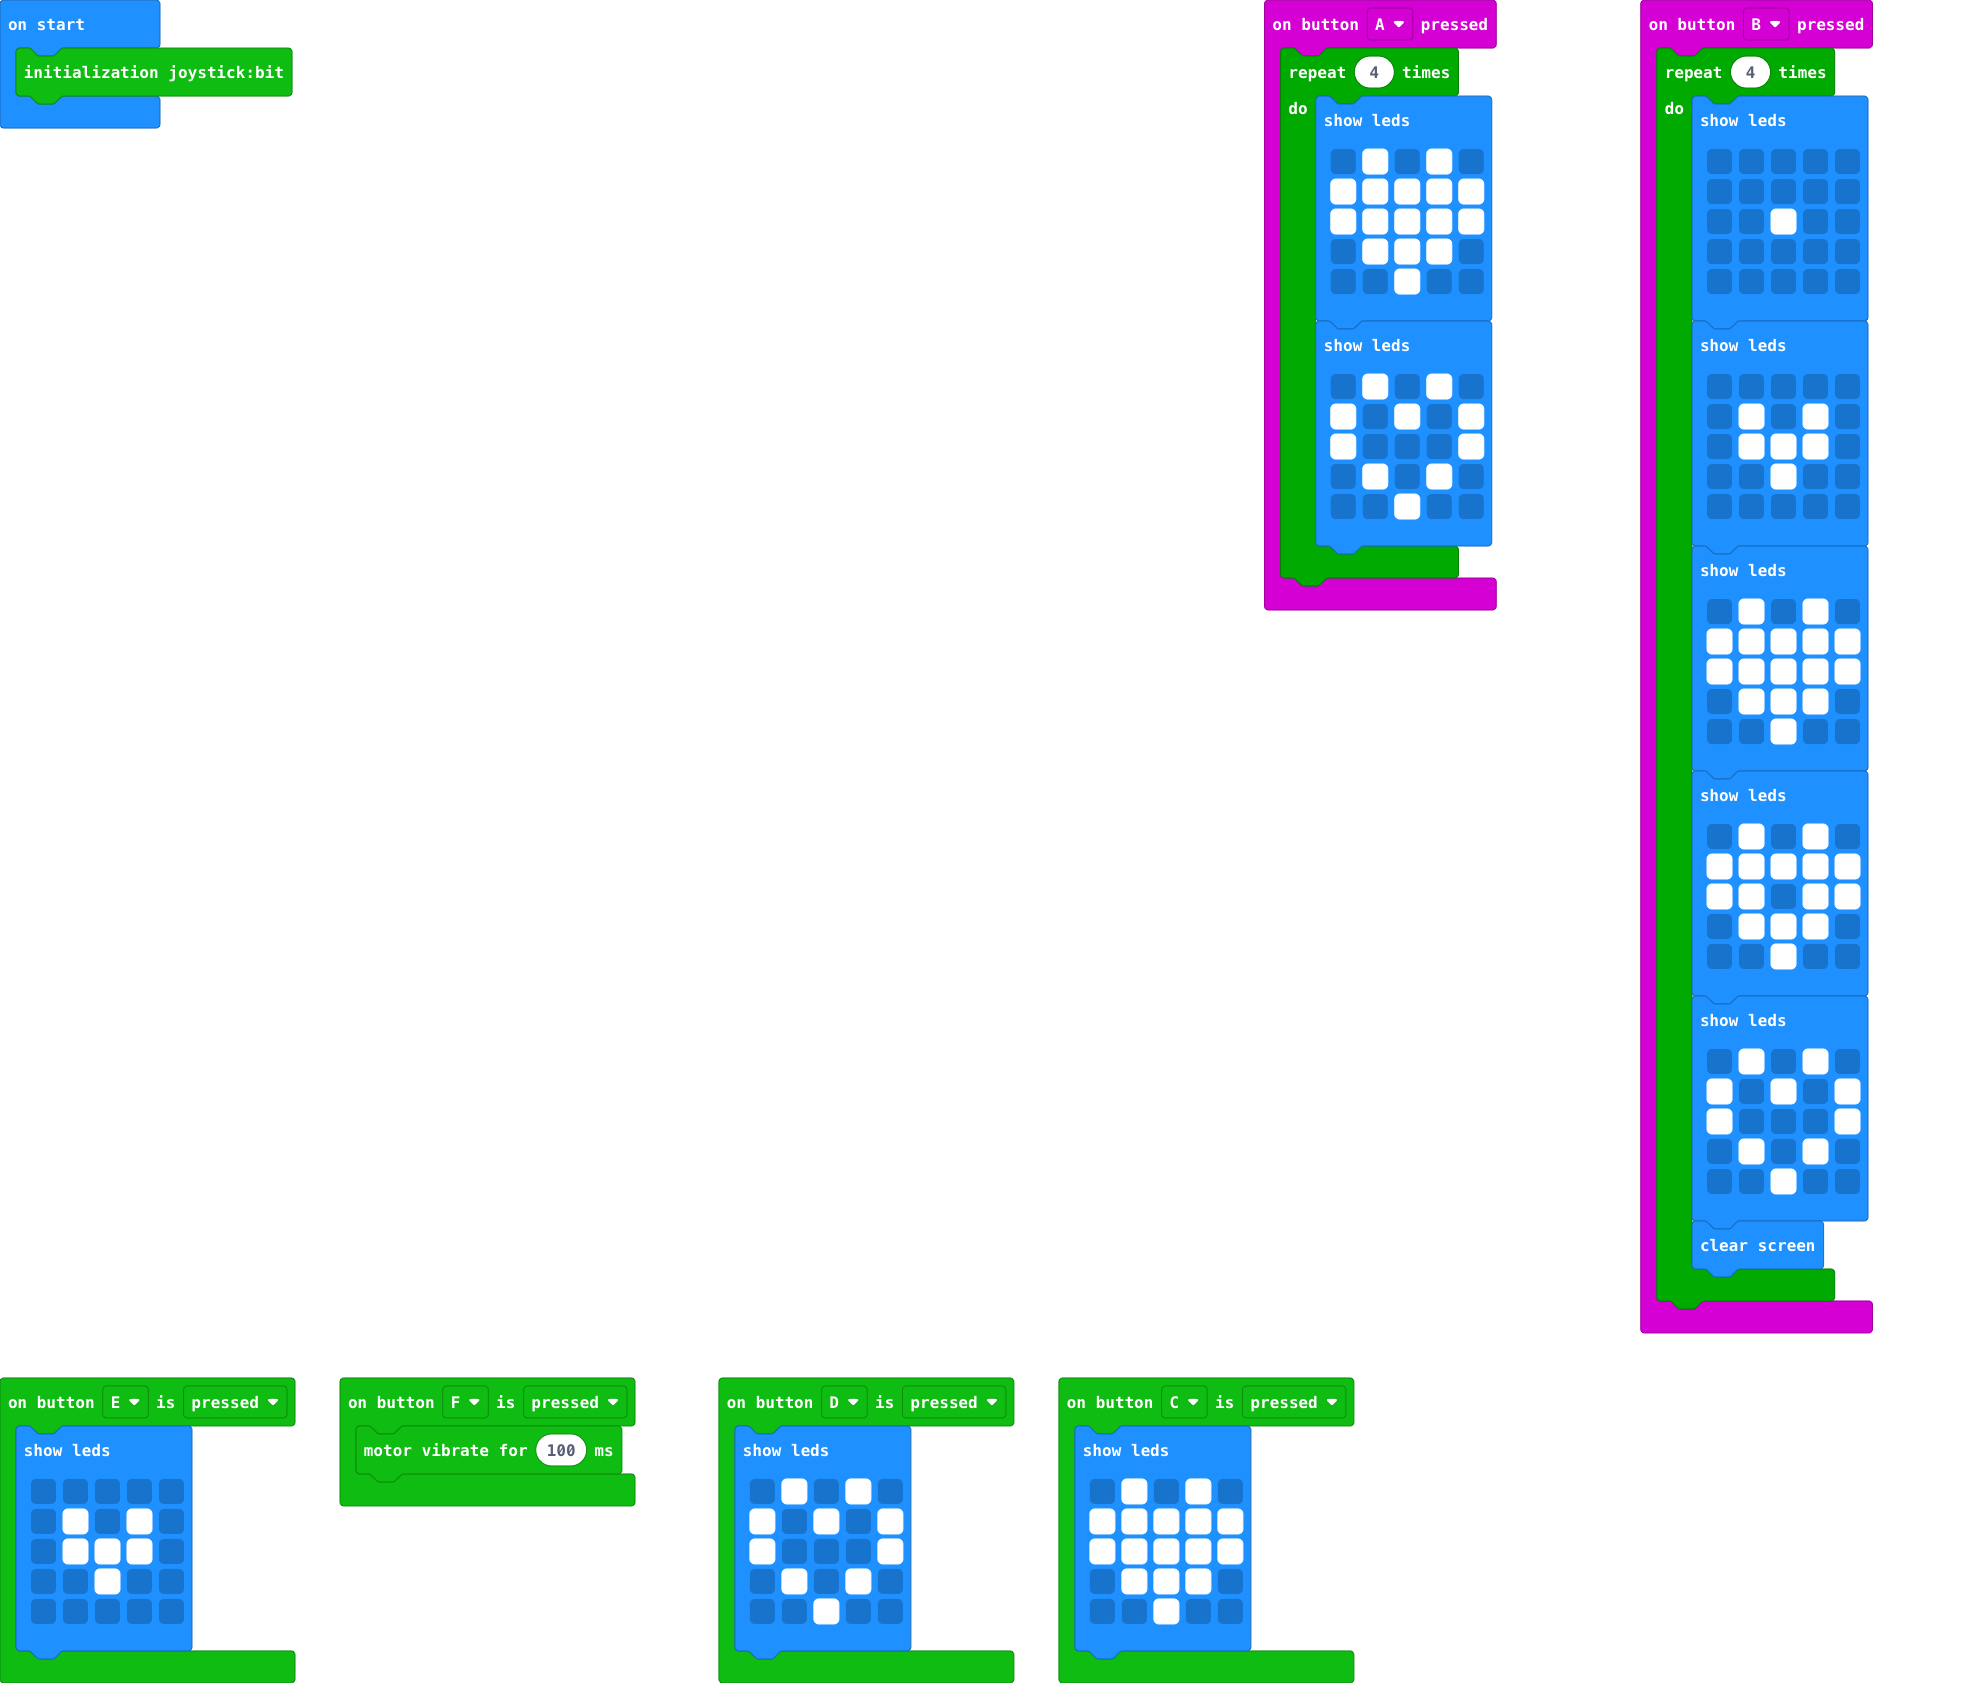 on start
initialization joystick:bit
on button A pressed
repeat 4 times
do
show leds
show leds
on button B pressed
repeat 4 times
do
show leds
show leds
show leds
show leds
show leds
clear screen
on button E is pressed
show leds
on button F is pressed
motor vibrate for 100 ms
on button D is pressed
show leds
on button C is pressed
show leds